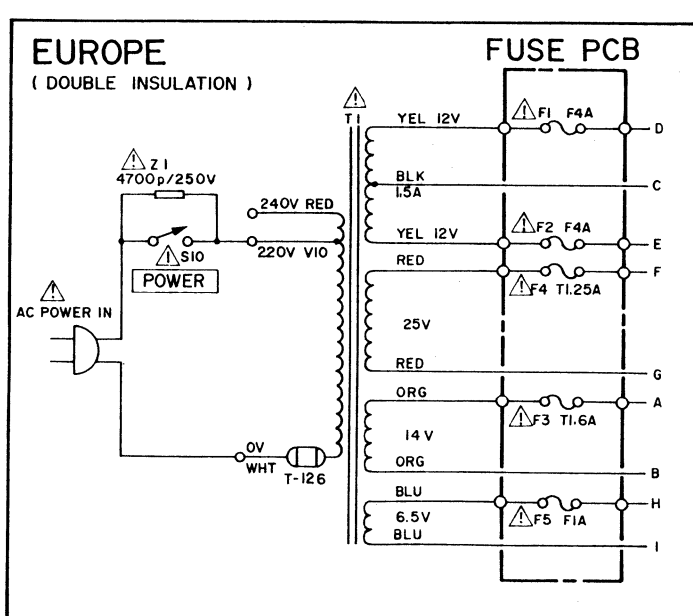 EUROPE
( DOUBLE INSULATION )
FUSE PCB
T1
YEL 12V
F1 F4A
D
Z1
4700p/250V
BLK
1.5A
C
240V RED
YEL 12V
F2 F4A
E
220V VIO
S10
POWER
RED
F
F4 T1.25A
AC POWER IN
25V
RED
G
ORG
A
F3 T1.6A
14V
0V
WHT
T-126
ORG
B
BLU
H
6.5V
F5 F1A
BLU
I